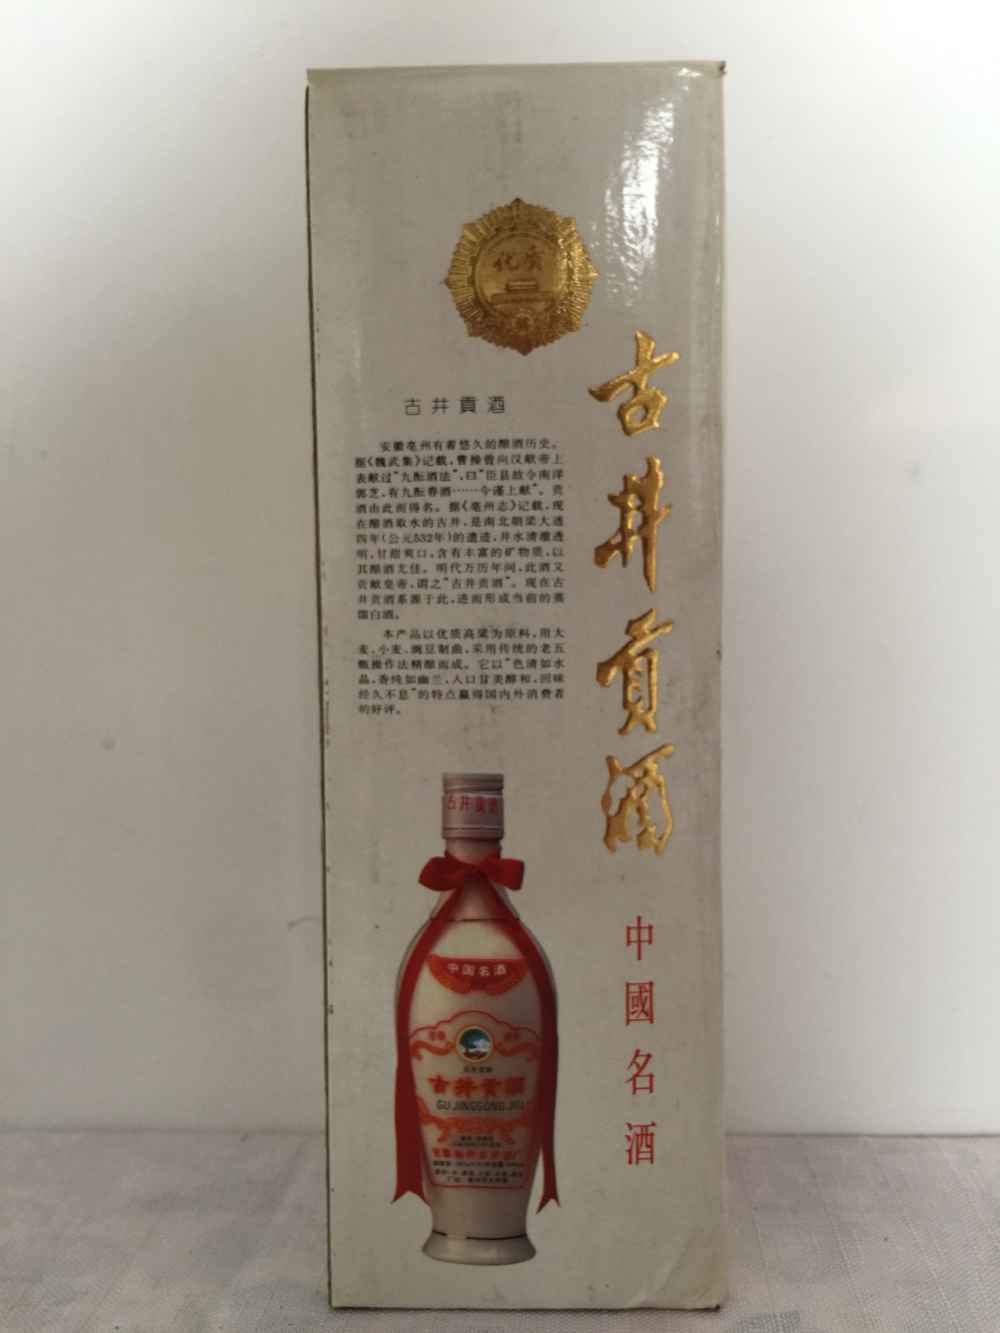 优质
古井貢酒
安徽亳州有着悠久的酿酒历史。
据《魏武集》记载，曹操曾向汉献帝上
表献过“九酝酒法”，曰“臣县故令南洋
郭芝，有九酝春酒……今谨上献”。贡
酒由此而得名。据《亳州志》记载，现
在酿酒取水的古井，是南北朝梁大通
四年(公元532年)的遗迹，井水清澈透
明，甘甜爽口，含有丰富的矿物质，以
其酿酒尤佳。明代万历年间，此酒又
贡献皇帝，谓之“古井贡酒”。现在古
井贡酒系源于此，进而形成当前的蒸
馏白酒。
本产品以优质高粱为原料，用大
麦、小麦、豌豆制曲，采用传统的老五
甑操作法精酿而成。它以“色清如水
晶，香纯如幽兰，入口甘美醇和，回味
经久不息”的特点赢得国内外消费者
的好评。
古井貢酒
中國名酒
古井貢酒
中国名酒
古井贡酒
GUJINGGONGJIU